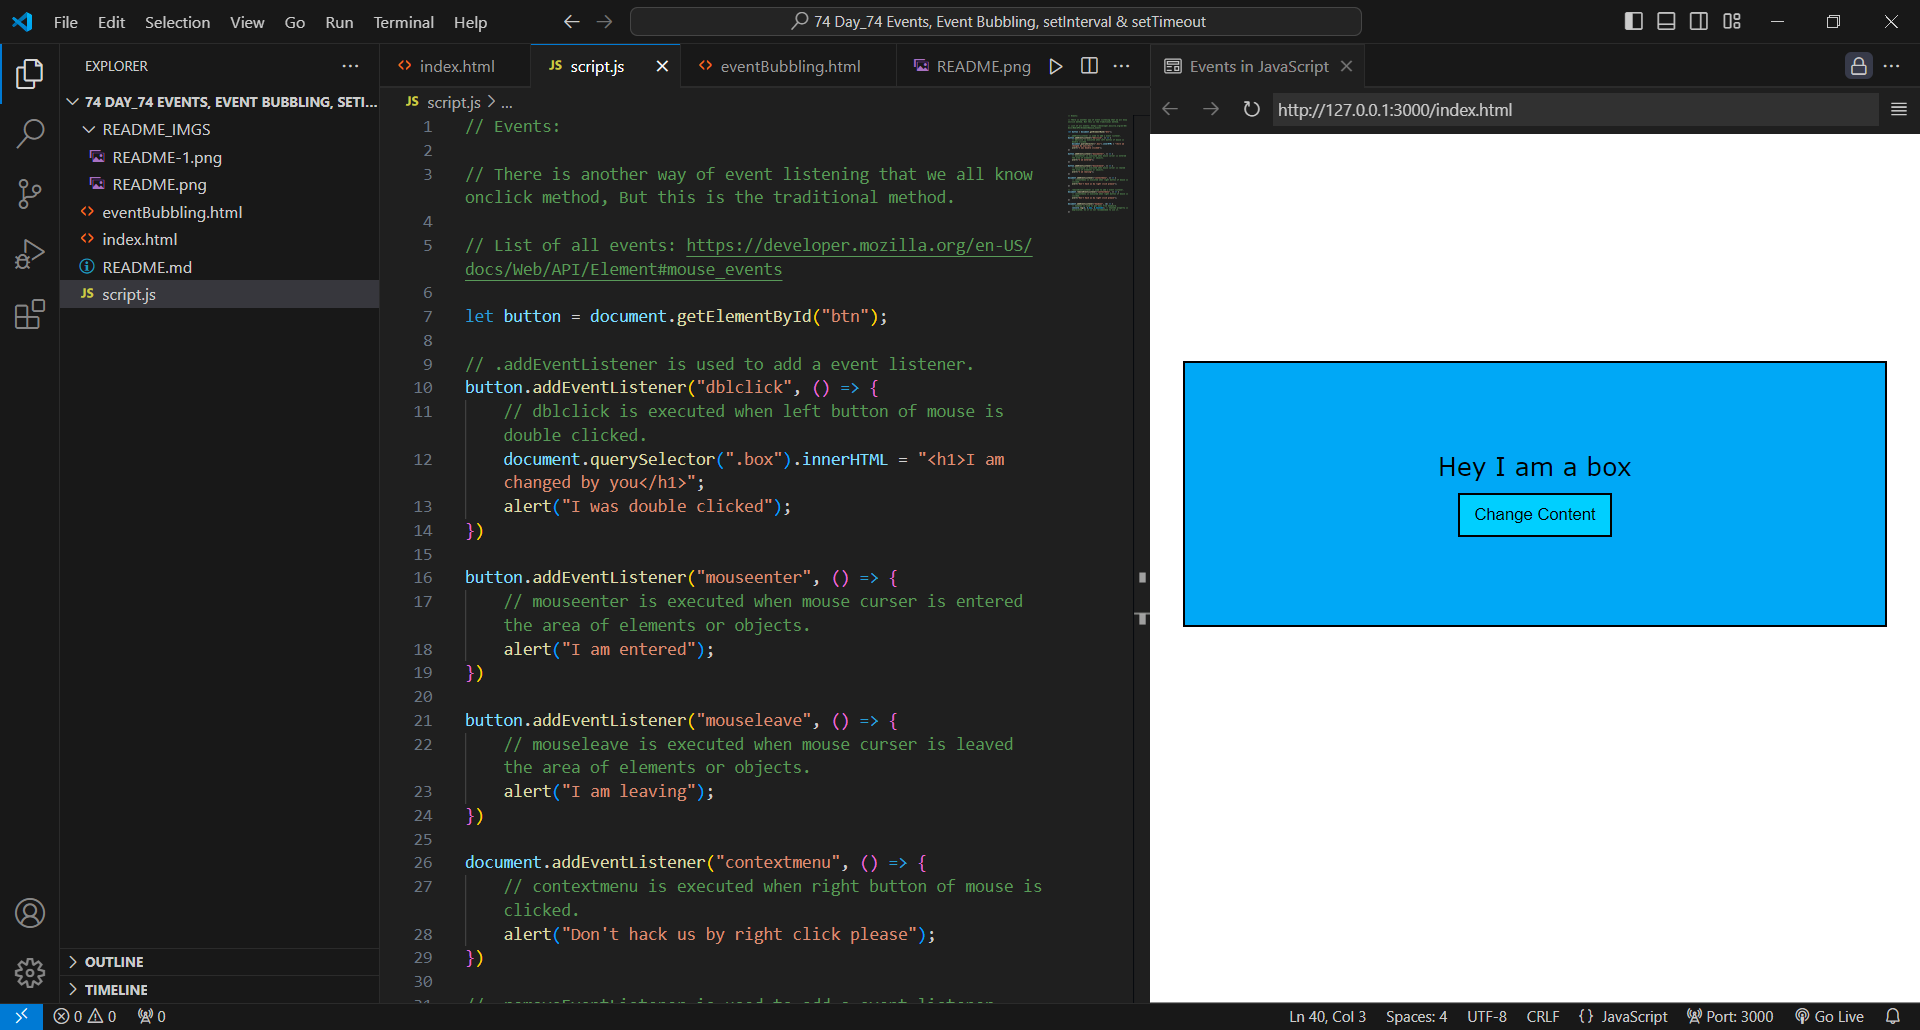 File Edit Selection View Go Run Terminal Help
74 Day_74 Events, Event Bubbling, setInterval & setTimeout
EXPLORER
74 DAY_74 EVENTS, EVENT BUBBLING, SETI...
README_IMGS
README-1.png
README.png
eventBubbling.html
index.html
README.md
JS script.js
OUTLINE
TIMELINE
index.html
JS script.js
eventBubbling.html
README.png
JS script.js > ...
1 // Events:
2
3 // There is another way of event listening that we all know
onclick method, But this is the traditional method.
4
5 // List of all events: https://developer.mozilla.org/en-US/
docs/Web/API/Element#mouse_events
6
7 let button = document.getElementById("btn");
8
9 // .addEventListener is used to add a event listener.
10 button.addEventListener("dblclick", () => {
11 // dblclick is executed when left button of mouse is
double clicked.
12 document.querySelector(".box").innerHTML = "<h1>I am
changed by you</h1>";
13 alert("I was double clicked");
14 })
15
16 button.addEventListener("mouseenter", () => {
17 // mouseenter is executed when mouse curser is entered
the area of elements or objects.
18 alert("I am entered");
19 })
20
21 button.addEventListener("mouseleave", () => {
22 // mouseleave is executed when mouse curser is leaved
the area of elements or objects.
23 alert("I am leaving");
24 })
25
26 document.addEventListener("contextmenu", () => {
27 // contextmenu is executed when right button of mouse is
clicked.
28 alert("Don't hack us by right click please");
29 })
30
31 // .removeEventListener is used to add a event listener.
Events in JavaScript
http://127.0.0.1:3000/index.html
Hey I am a box
Change Content
0 0 0
Ln 40, Col 3 Spaces: 4 UTF-8 CRLF {} JavaScript Port: 3000 Go Live